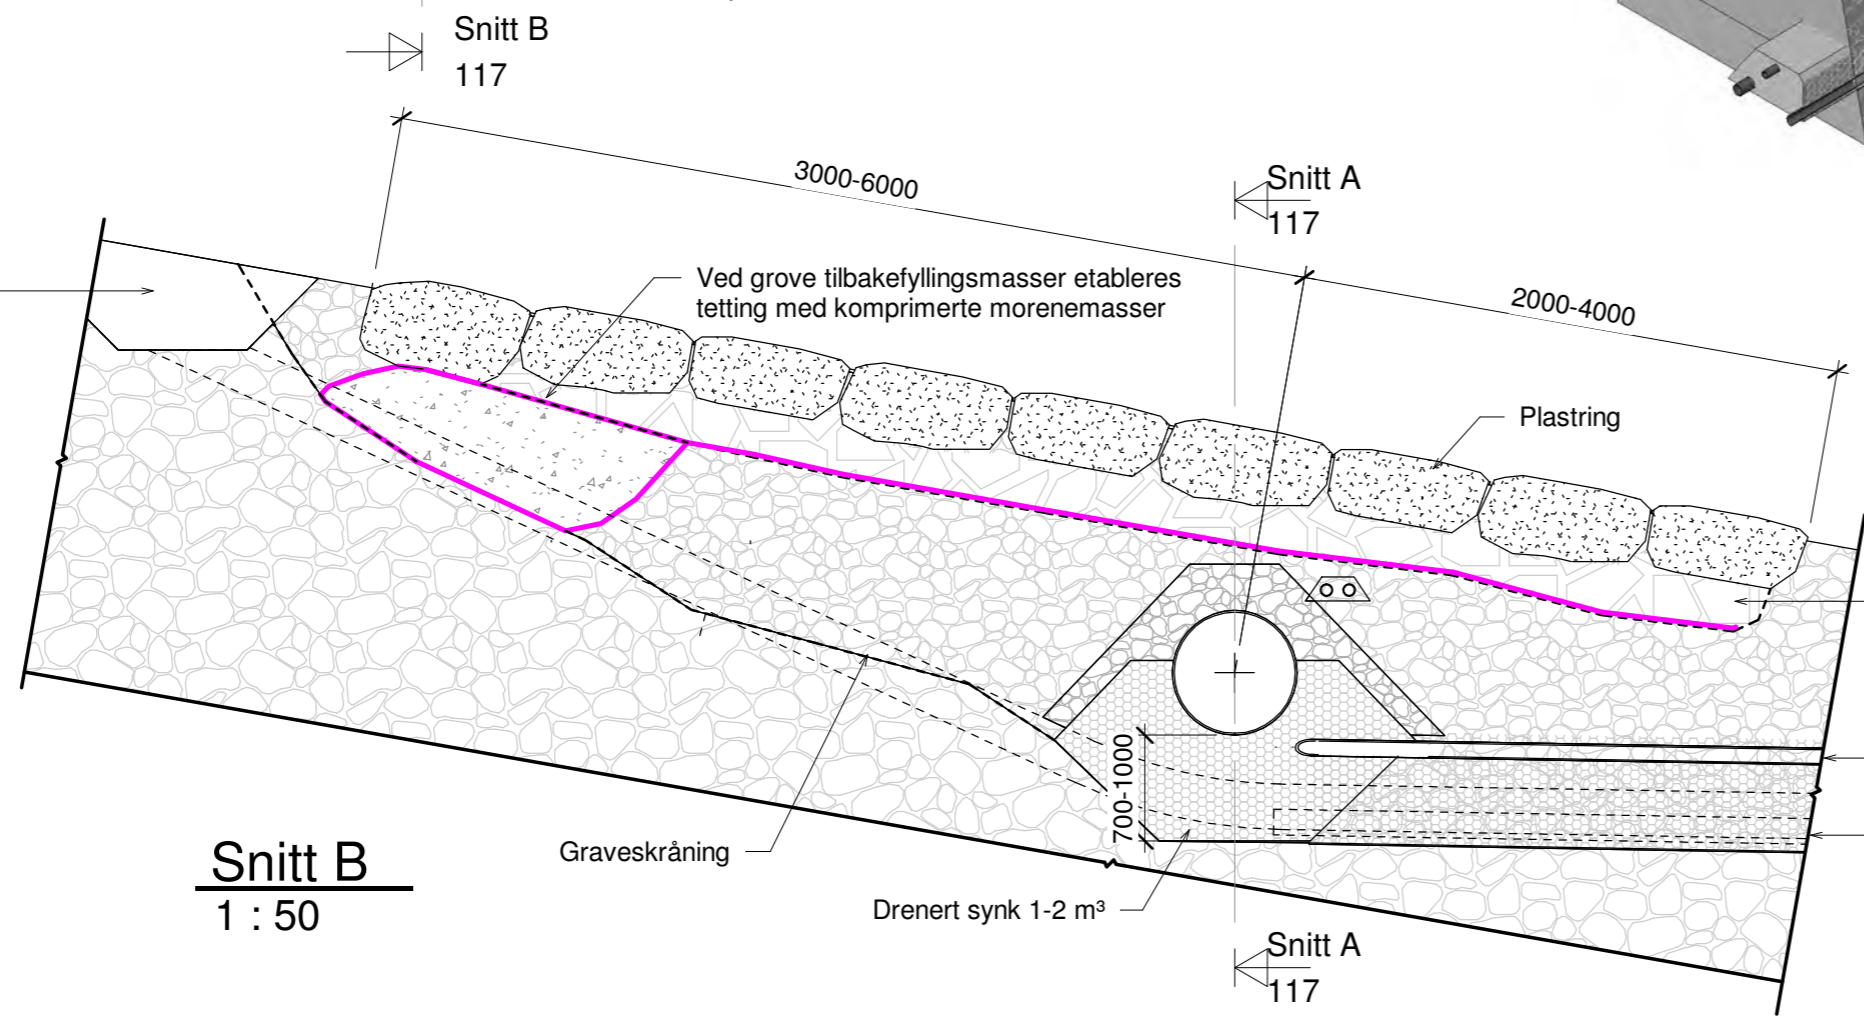 Snitt B
117
3000-6000
Snitt A
117
Ved grove tilbakefyllingsmasser etableres
tetting med komprimerte morenemasser
2000-4000
Plastring
700-1000
Graveskråning
Drenert synk 1-2 m³
Snitt B
1 : 50
Snitt A
117